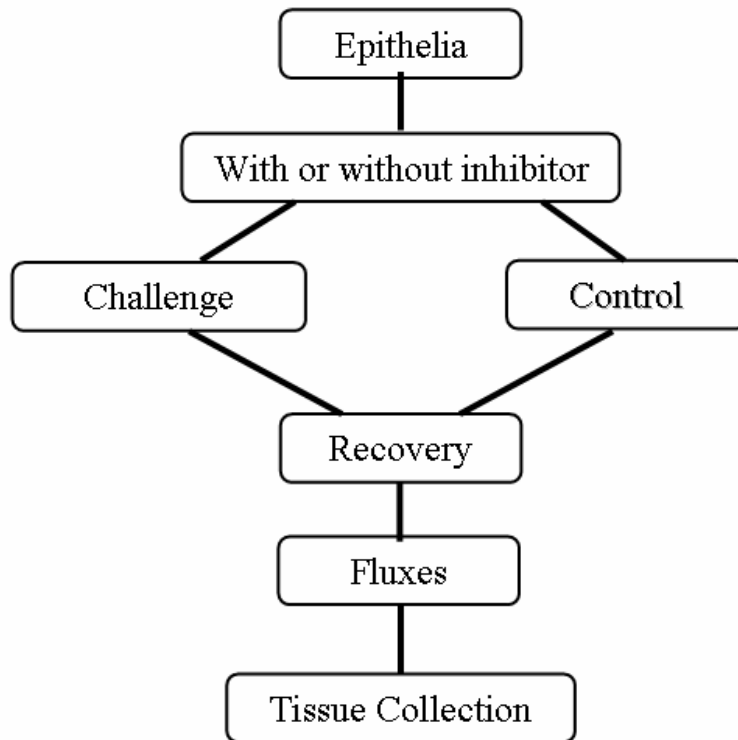 Epithelia
With or without inhibitor
Challenge
Control
Recovery
Fluxes
Tissue Collection